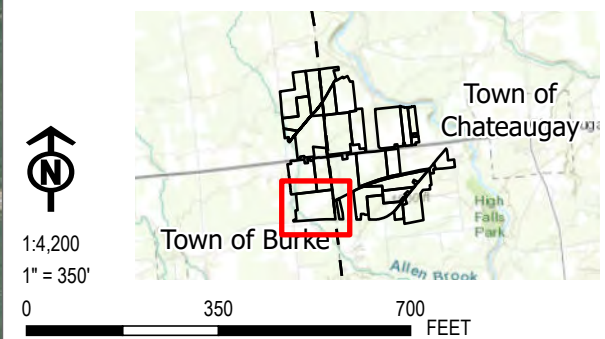 Town of
Chateaugay
High
Falls
Park
Town of Burke
Allen Brook
N
1:4,200
1" = 350'
0 350 700
FEET